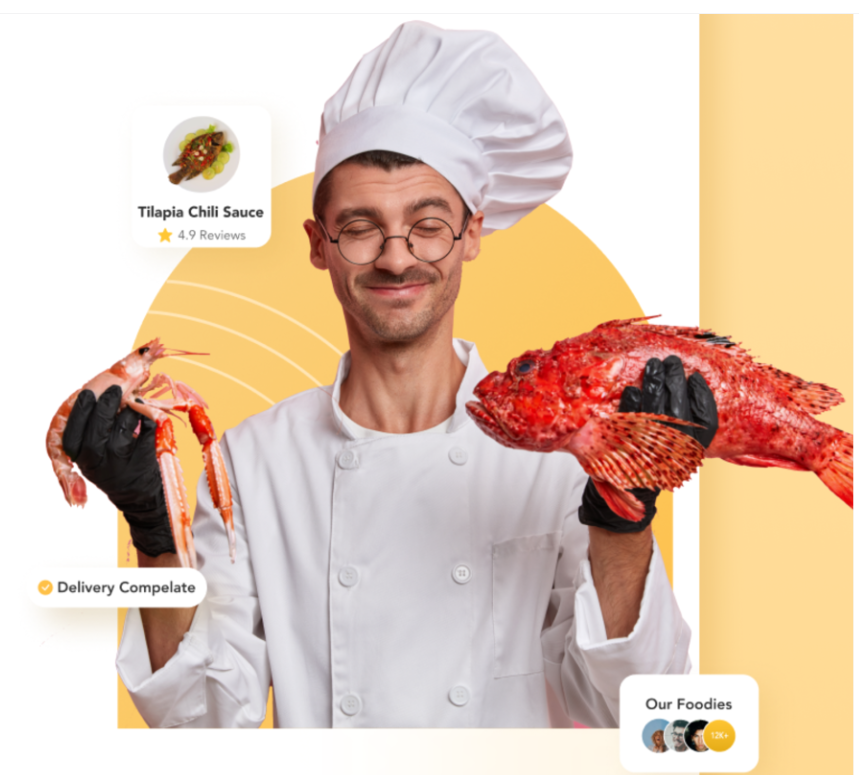 Tilapia Chili Sauce
4.9 Reviews
Delivery Compelate
Our Foodies
12K+